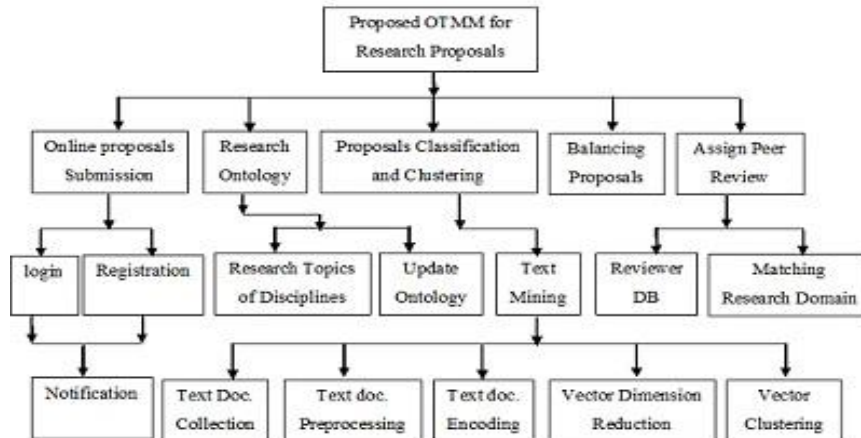 Proposed OTMM for
Research Proposals
Online proposals
Submission
Research
Ontology
Proposals Classification
and Clustering
Balancing
Proposals
Assign Peer
Review
login
Registration
Research Topics
of Disciplines
Update
Ontology
Text
Mining
Reviewer
DB
Matching
Research Domain
Notification
Text Doc.
Collection
Text doc.
Preprocessing
Text doc.
Encoding
Vector Dimension
Reduction
Vector
Clustering